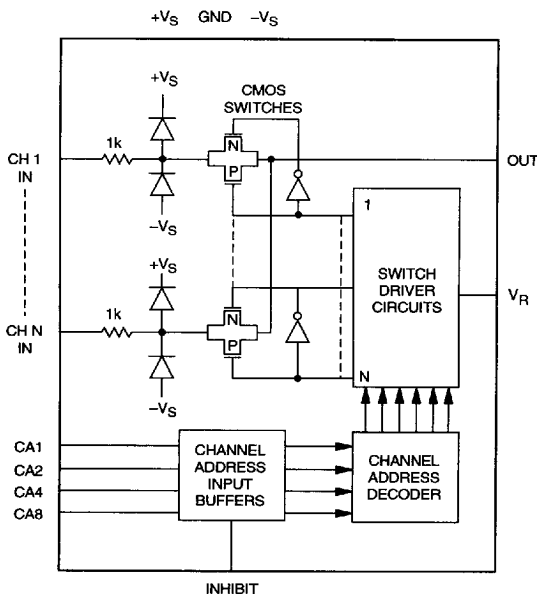 +VS GND −VS
+VS
CMOS
SWITCHES
1k
N
P
CH 1
IN
OUT
−VS
1
+VS
SWITCH
DRIVER
CIRCUITS
VR
1k
N
P
CH N
IN
N
−VS
CA1
CA2
CA4
CA8
CHANNEL
ADDRESS
INPUT
BUFFERS
CHANNEL
ADDRESS
DECODER
INHIBIT